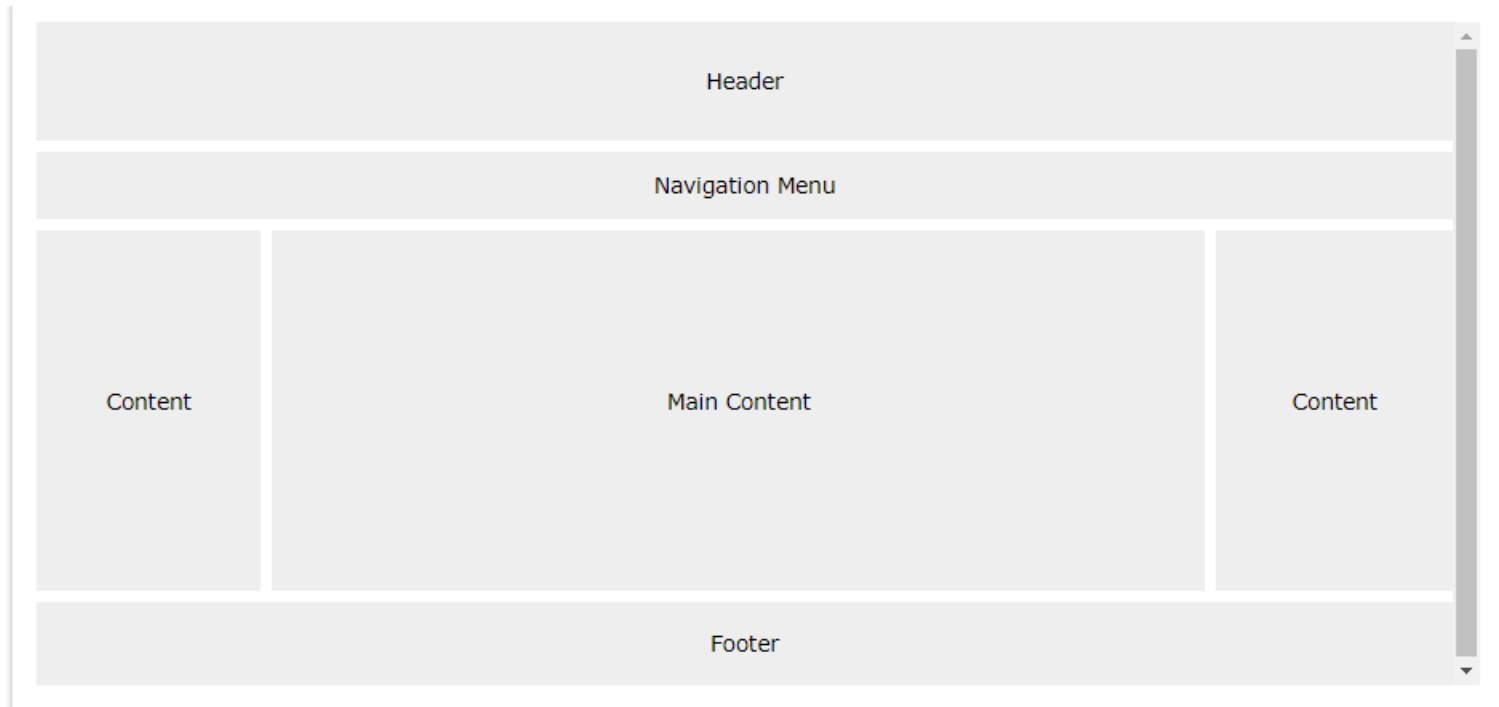 Header
Navigation Menu
Content
Main Content
Content
Footer